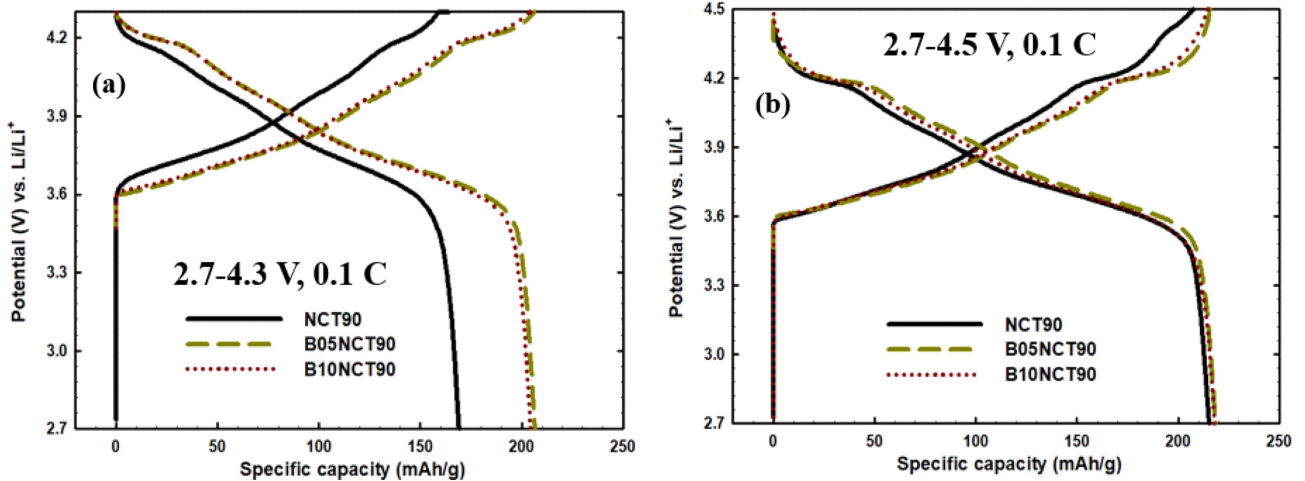 (a)
2.7-4.3 V, 0.1 C
NCT90
B05NCT90
B10NCT90
Potential (V) vs. Li/Li⁺
4.2
3.9
3.6
3.3
3.0
2.7
0 50 100 150 200 250
Specific capacity (mAh/g)
(b)
2.7-4.5 V, 0.1 C
NCT90
B05NCT90
B10NCT90
Potential (V) vs. Li/Li⁺
4.5
4.2
3.9
3.6
3.3
3.0
2.7
0 50 100 150 200 250
Specific capacity (mAh/g)